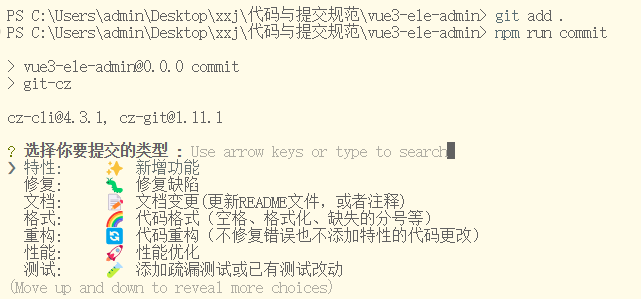 PS C:\Users\admin\Desktop\xxj\代码与提交规范\vue3-ele-admin> git add .
PS C:\Users\admin\Desktop\xxj\代码与提交规范\vue3-ele-admin> npm run commit
> vue3-ele-admin@0.0.0 commit
> git-cz
cz-cli@4.3.1, cz-git@1.11.1
? 选择你要提交的类型 : Use arrow keys or type to search
❯ 特性: ✨ 新增功能
修复: 🐛 修复缺陷
文档: 📝 文档变更(更新README文件，或者注释)
格式: 🌈 代码格式（空格、格式化、缺失的分号等）
重构: 🔄 代码重构（不修复错误也不添加特性的代码更改）
性能: 🚀 性能优化
测试: 🧪 添加疏漏测试或已有测试改动
(Move up and down to reveal more choices)